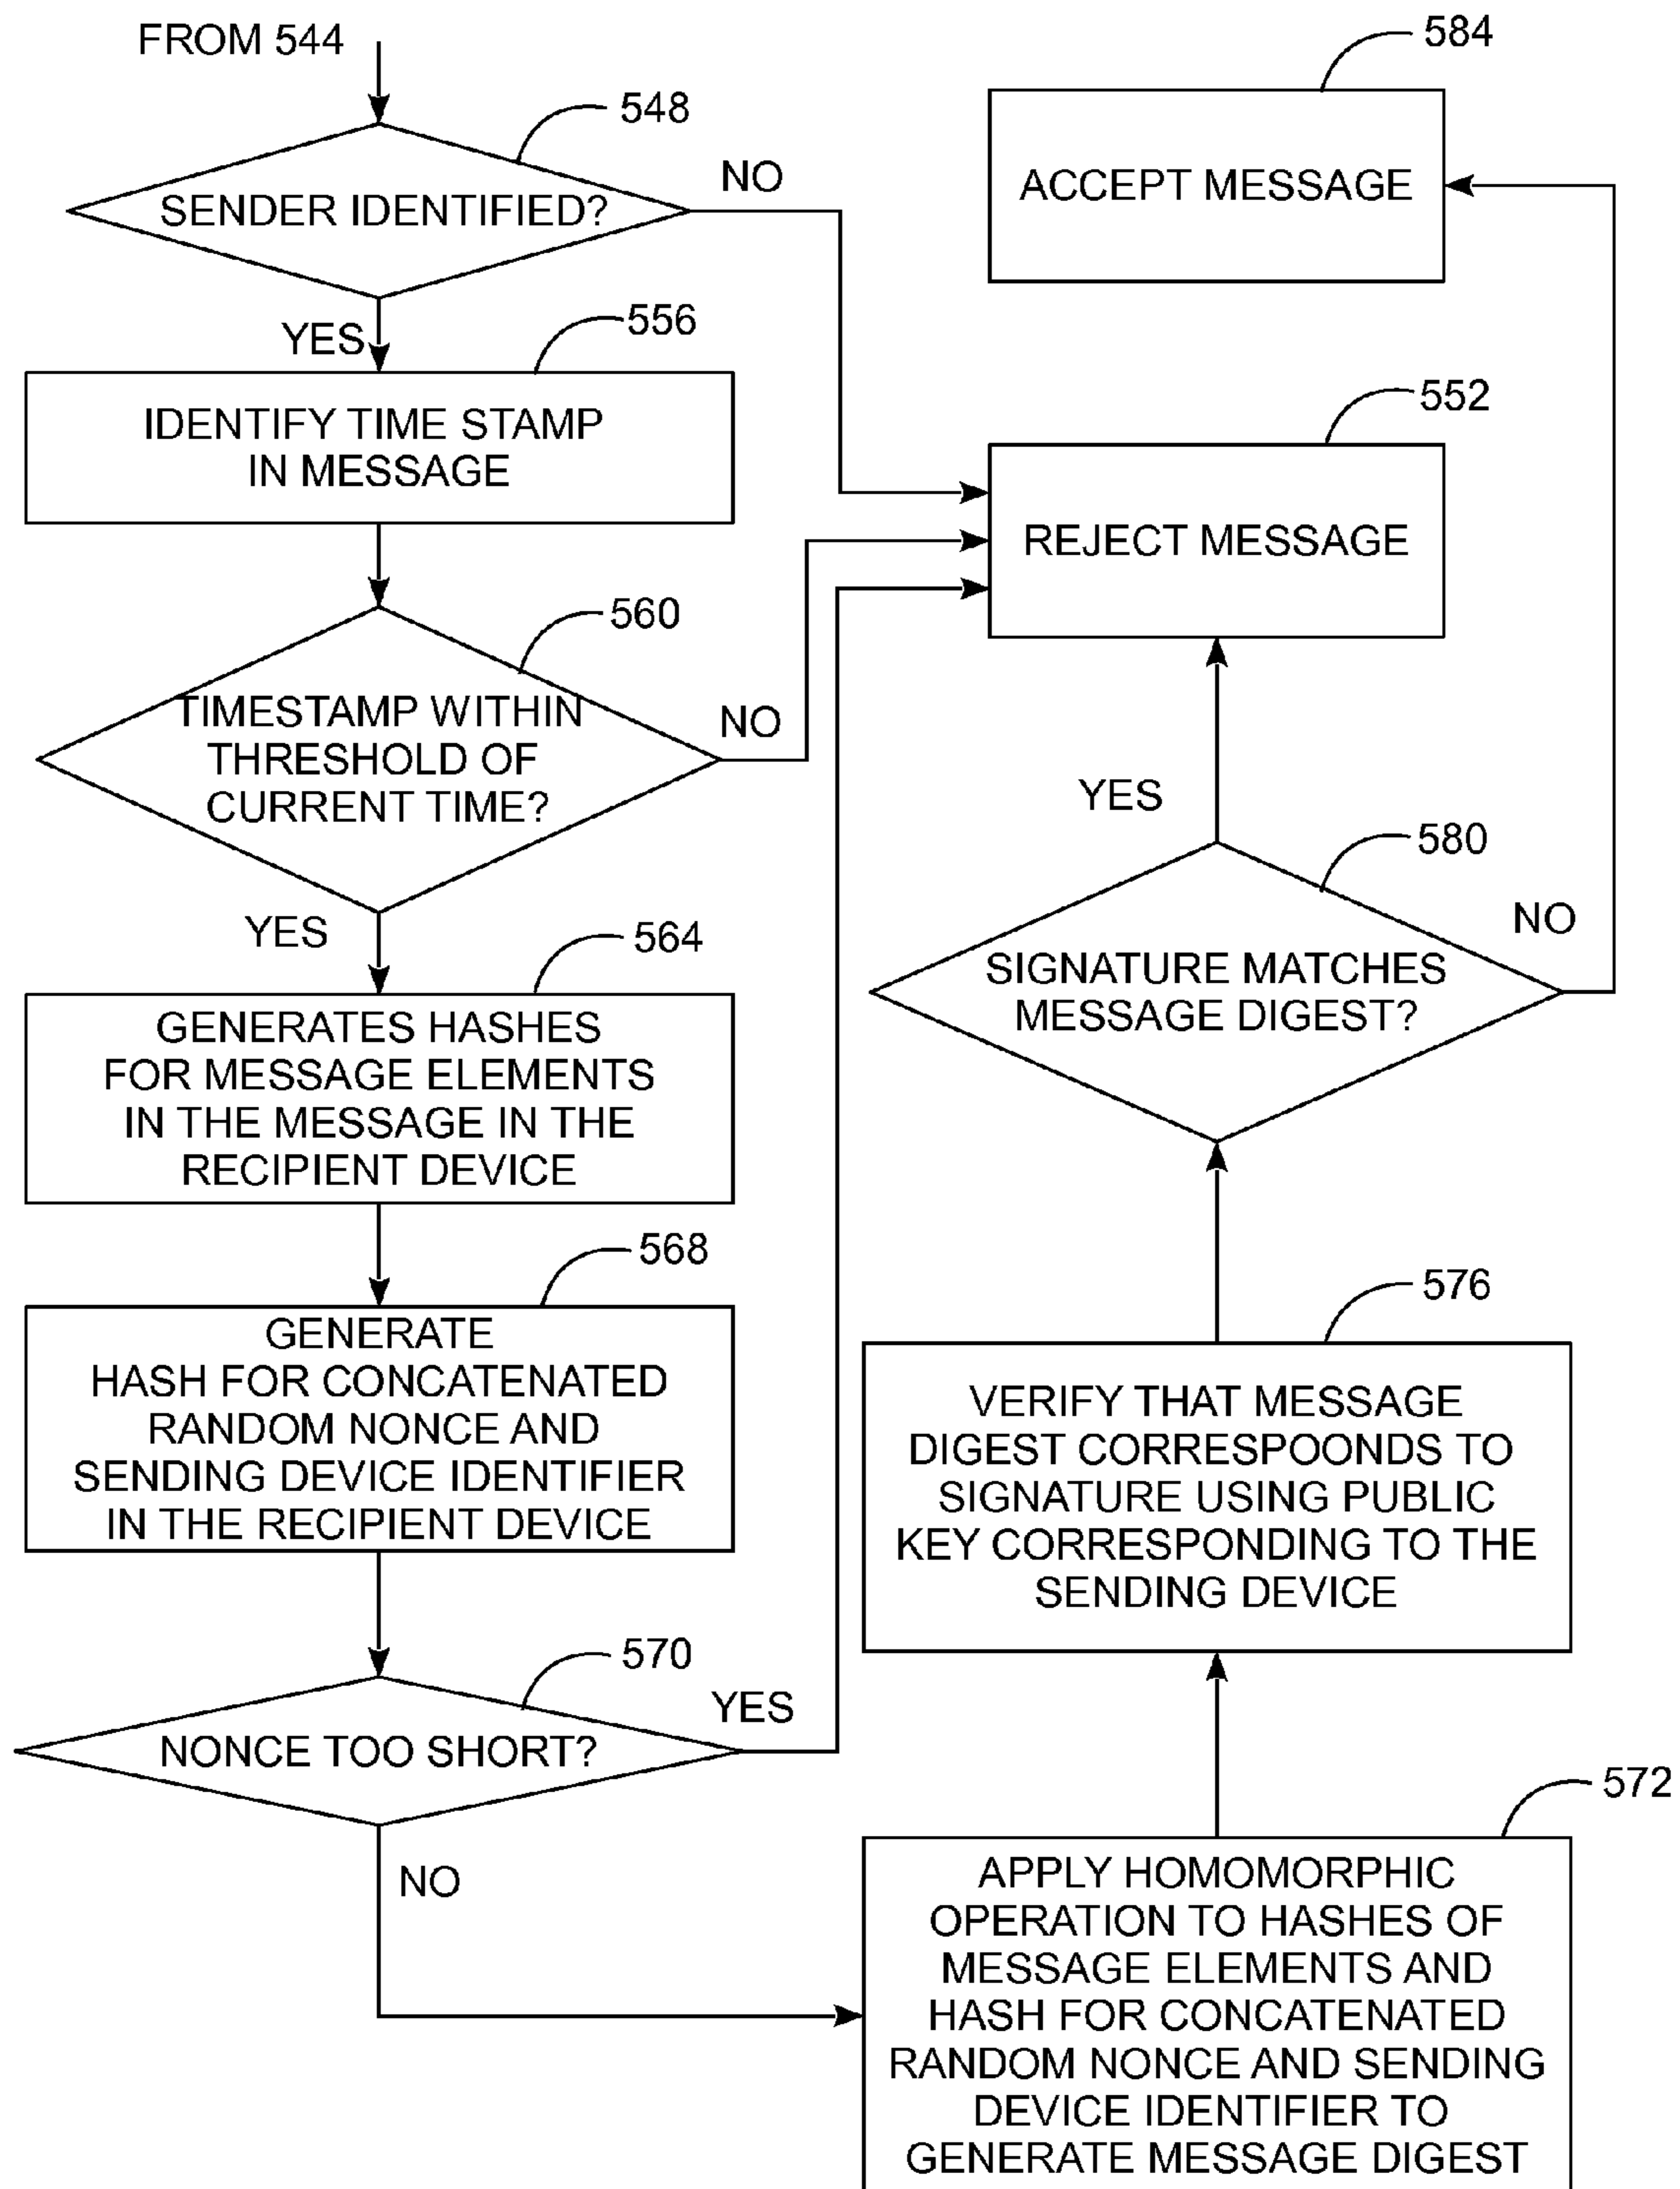 FROM 544
548
SENDER IDENTIFIED?
NO
YES
556
IDENTIFY TIME STAMP
IN MESSAGE
560
TIMESTAMP WITHIN
THRESHOLD OF
CURRENT TIME?
NO
YES
564
GENERATES HASHES
FOR MESSAGE ELEMENTS
IN THE MESSAGE IN THE
RECIPIENT DEVICE
568
GENERATE
HASH FOR CONCATENATED
RANDOM NONCE AND
SENDING DEVICE IDENTIFIER
IN THE RECIPIENT DEVICE
570
NONCE TOO SHORT?
YES
NO
584
ACCEPT MESSAGE
552
REJECT MESSAGE
YES
580
NO
SIGNATURE MATCHES
MESSAGE DIGEST?
576
VERIFY THAT MESSAGE
DIGEST CORRESPOONDS TO
SIGNATURE USING PUBLIC
KEY CORRESPONDING TO THE
SENDING DEVICE
572
APPLY HOMOMORPHIC
OPERATION TO HASHES OF
MESSAGE ELEMENTS AND
HASH FOR CONCATENATED
RANDOM NONCE AND SENDING
DEVICE IDENTIFIER TO
GENERATE MESSAGE DIGEST